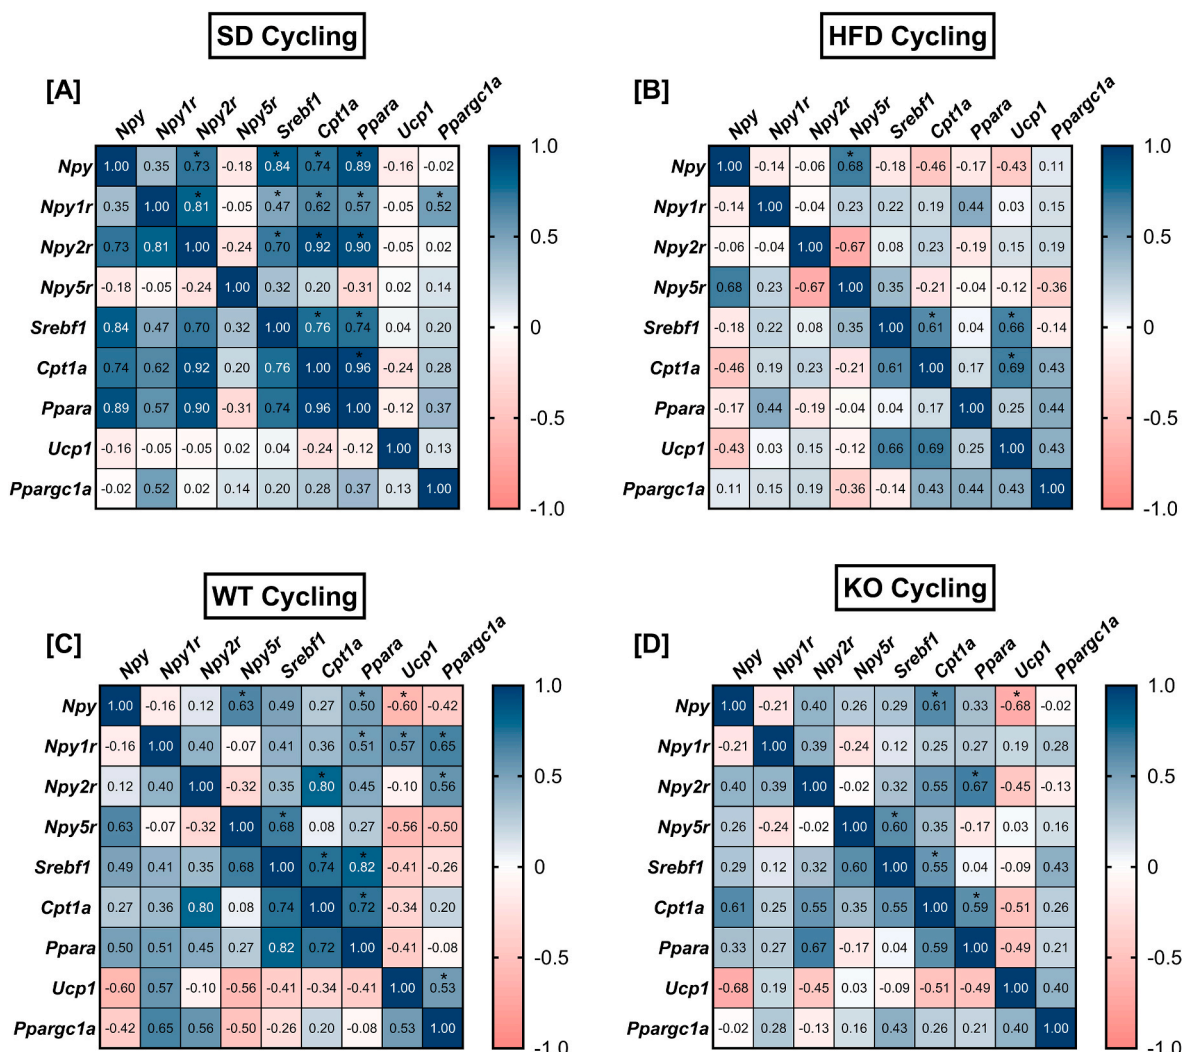 SD Cycling
HFD Cycling
[A]
Npy Npy1r Npy2r Npy5r Srebf1 Cpt1a Ppara Ucp1 Ppargc1a
Npy 1.00 0.35 *0.73 -0.18 *0.84 *0.74 *0.89 -0.16 -0.02
Npy1r 0.35 1.00 *0.81 -0.05 *0.47 *0.62 *0.57 -0.05 *0.52
Npy2r 0.73 0.81 1.00 -0.24 *0.70 *0.92 *0.90 -0.05 0.02
Npy5r -0.18 -0.05 -0.24 1.00 0.32 0.20 -0.31 0.02 0.14
Srebf1 0.84 0.47 0.70 0.32 1.00 *0.76 *0.74 0.04 0.20
Cpt1a 0.74 0.62 0.92 0.20 0.76 1.00 *0.96 -0.24 0.28
Ppara 0.89 0.57 0.90 -0.31 0.74 0.96 1.00 -0.12 0.37
Ucp1 -0.16 -0.05 -0.05 0.02 0.04 -0.24 -0.12 1.00 0.13
Ppargc1a -0.02 0.52 0.02 0.14 0.20 0.28 0.37 0.13 1.00
1.0
0.5
0
-0.5
-1.0
[B]
Npy Npy1r Npy2r Npy5r Srebf1 Cpt1a Ppara Ucp1 Ppargc1a
Npy 1.00 -0.14 -0.06 *0.68 -0.18 -0.46 -0.17 -0.43 0.11
Npy1r -0.14 1.00 -0.04 0.23 0.22 0.19 0.44 0.03 0.15
Npy2r -0.06 -0.04 1.00 -0.67 0.08 0.23 -0.19 0.15 0.19
Npy5r 0.68 0.23 -0.67 1.00 0.35 -0.21 -0.04 -0.12 -0.36
Srebf1 -0.18 0.22 0.08 0.35 1.00 *0.61 0.04 *0.66 -0.14
Cpt1a -0.46 0.19 0.23 -0.21 0.61 1.00 0.17 *0.69 0.43
Ppara -0.17 0.44 -0.19 -0.04 0.04 0.17 1.00 0.25 0.44
Ucp1 -0.43 0.03 0.15 -0.12 0.66 0.69 0.25 1.00 0.43
Ppargc1a 0.11 0.15 0.19 -0.36 -0.14 0.43 0.44 0.43 1.00
1.0
0.5
0
-0.5
-1.0
WT Cycling
KO Cycling
[C]
Npy Npy1r Npy2r Npy5r Srebf1 Cpt1a Ppara Ucp1 Ppargc1a
Npy 1.00 -0.16 0.12 *0.63 0.49 0.27 *0.50 *-0.60 -0.42
Npy1r -0.16 1.00 0.40 -0.07 0.41 0.36 *0.51 *0.57 *0.65
Npy2r 0.12 0.40 1.00 -0.32 0.35 *0.80 0.45 -0.10 *0.56
Npy5r 0.63 -0.07 -0.32 1.00 *0.68 0.08 0.27 -0.56 -0.50
Srebf1 0.49 0.41 0.35 0.68 1.00 *0.74 *0.82 -0.41 -0.26
Cpt1a 0.27 0.36 0.80 0.08 0.74 1.00 *0.72 -0.34 0.20
Ppara 0.50 0.51 0.45 0.27 0.82 0.72 1.00 -0.41 -0.08
Ucp1 -0.60 0.57 -0.10 -0.56 -0.41 -0.34 -0.41 1.00 *0.53
Ppargc1a -0.42 0.65 0.56 -0.50 -0.26 0.20 -0.08 0.53 1.00
1.0
0.5
0
-0.5
-1.0
[D]
Npy Npy1r Npy2r Npy5r Srebf1 Cpt1a Ppara Ucp1 Ppargc1a
Npy 1.00 -0.21 0.40 0.26 0.29 *0.61 0.33 *-0.68 -0.02
Npy1r -0.21 1.00 0.39 -0.24 0.12 0.25 0.27 0.19 0.28
Npy2r 0.40 0.39 1.00 -0.02 0.32 0.55 *0.67 -0.45 -0.13
Npy5r 0.26 -0.24 -0.02 1.00 *0.60 0.35 -0.17 0.03 0.16
Srebf1 0.29 0.12 0.32 0.60 1.00 *0.55 0.04 -0.09 0.43
Cpt1a 0.61 0.25 0.55 0.35 0.55 1.00 *0.59 -0.51 0.26
Ppara 0.33 0.27 0.67 -0.17 0.04 0.59 1.00 -0.49 0.21
Ucp1 -0.68 0.19 -0.45 0.03 -0.09 -0.51 -0.49 1.00 0.40
Ppargc1a -0.02 0.28 -0.13 0.16 0.43 0.26 0.21 0.40 1.00
1.0
0.5
0
-0.5
-1.0